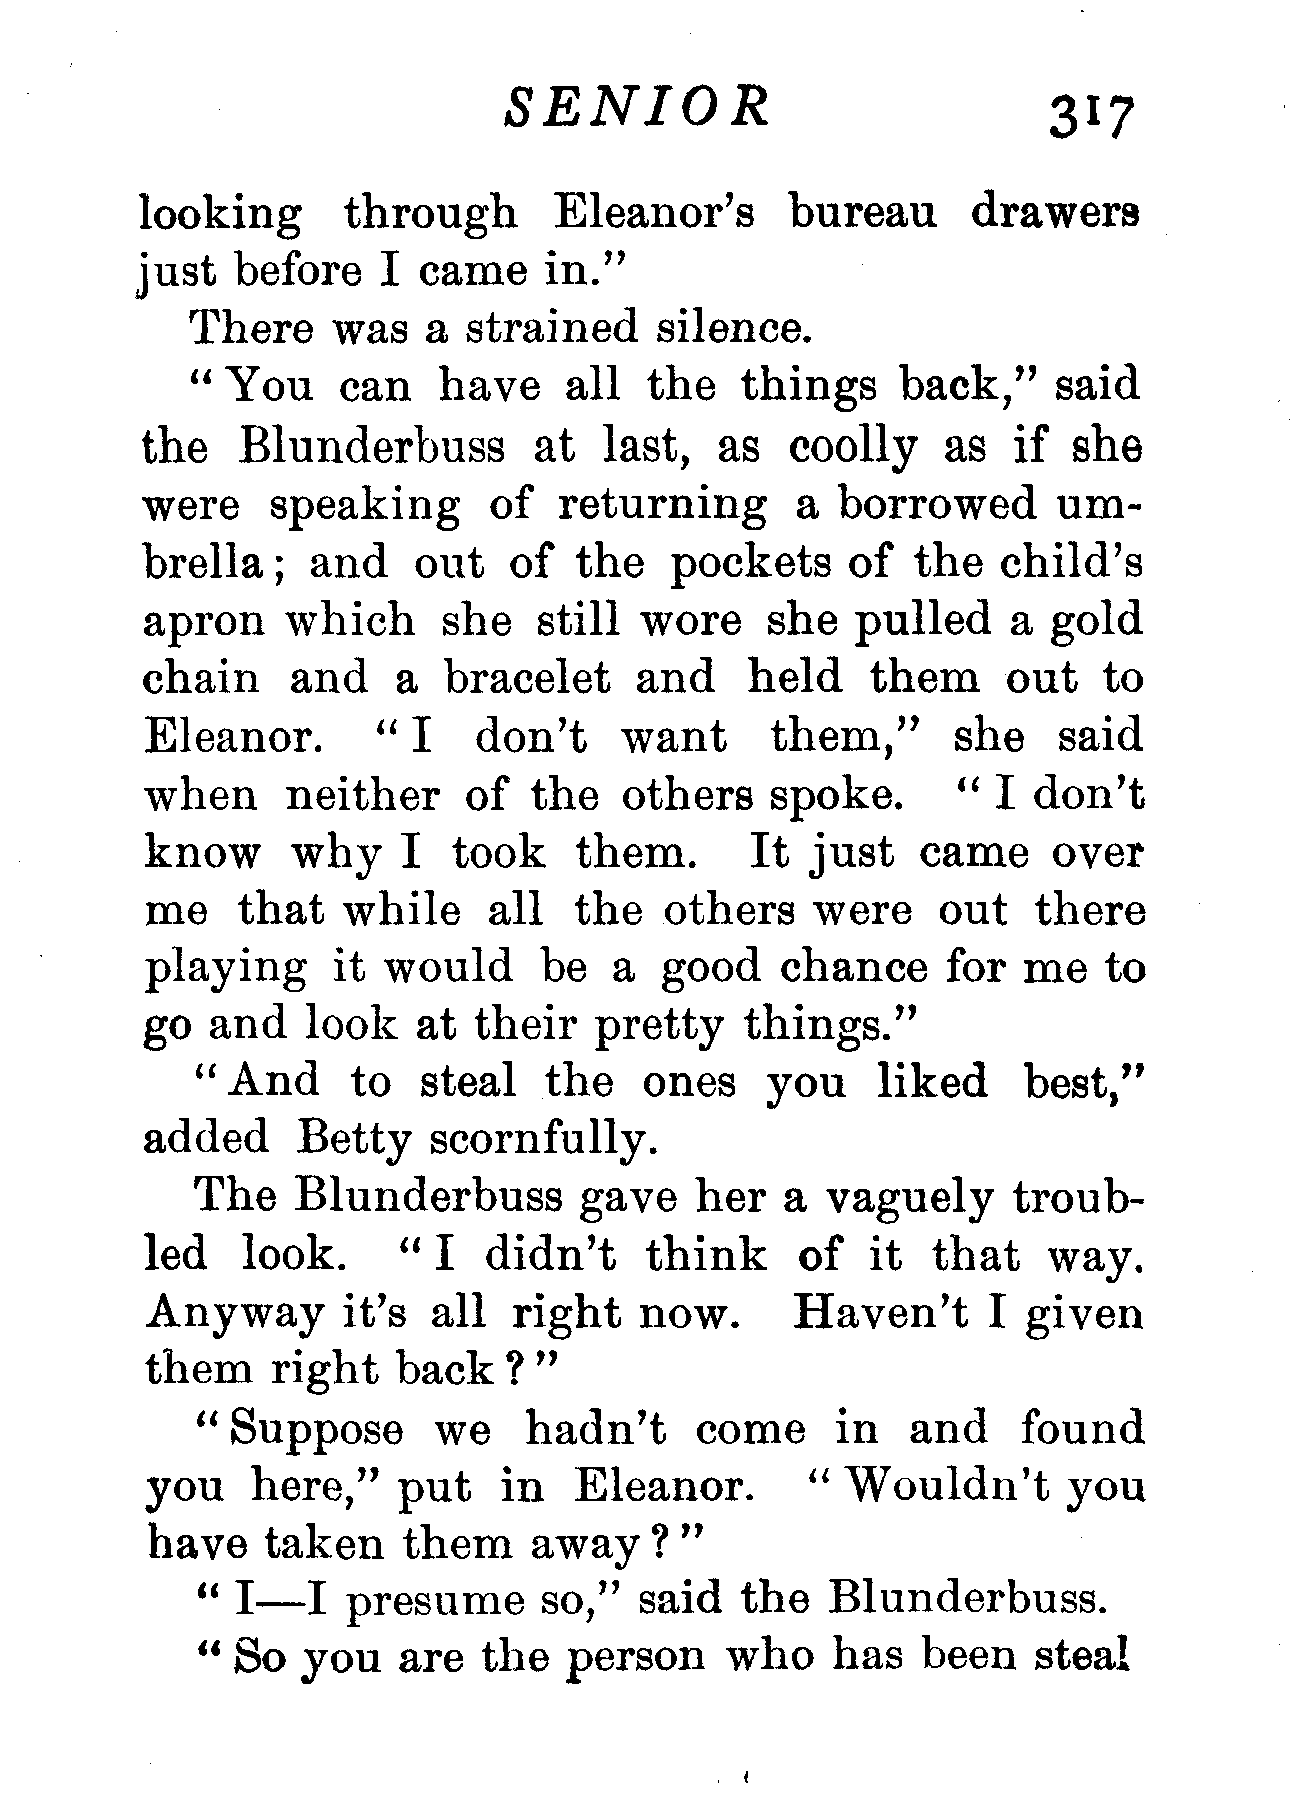 SENIOR 317
looking through Eleanor's bureau drawers
just before I came in."
There was a strained silence.
"You can have all the things back," said
the Blunderbuss at last, as coolly as if she
were speaking of returning a borrowed um-
brella; and out of the pockets of the child's
apron which she still wore she pulled a gold
chain and a bracelet and held them out to
Eleanor. "I don't want them," she said
when neither of the others spoke. "I don't
know why I took them. It just came over
me that while all the others were out there
playing it would be a good chance for me to
go and look at their pretty things."
"And to steal the ones you liked best,"
added Betty scornfully.
The Blunderbuss gave her a vaguely troub-
led look. "I didn't think of it that way.
Anyway it's all right now. Haven't I given
them right back?"
"Suppose we hadn't come in and found
you here," put in Eleanor. "Wouldn't you
have taken them away?"
"I—I presume so," said the Blunderbuss.
"So you are the person who has been steal